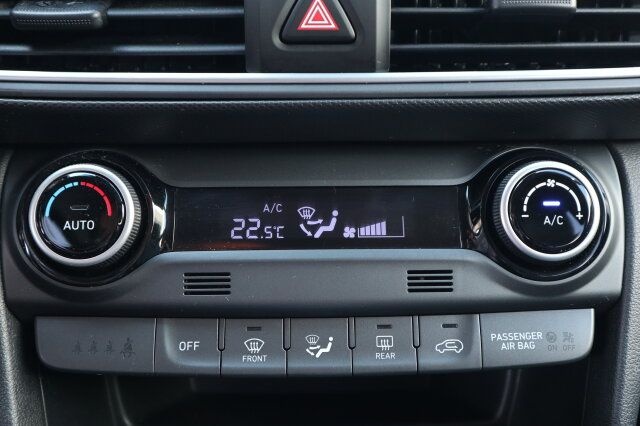 A/C
22.5°C
AUTO
A/C
- +
OFF
FRONT
REAR
PASSENGER
AIR BAG
ON OFF